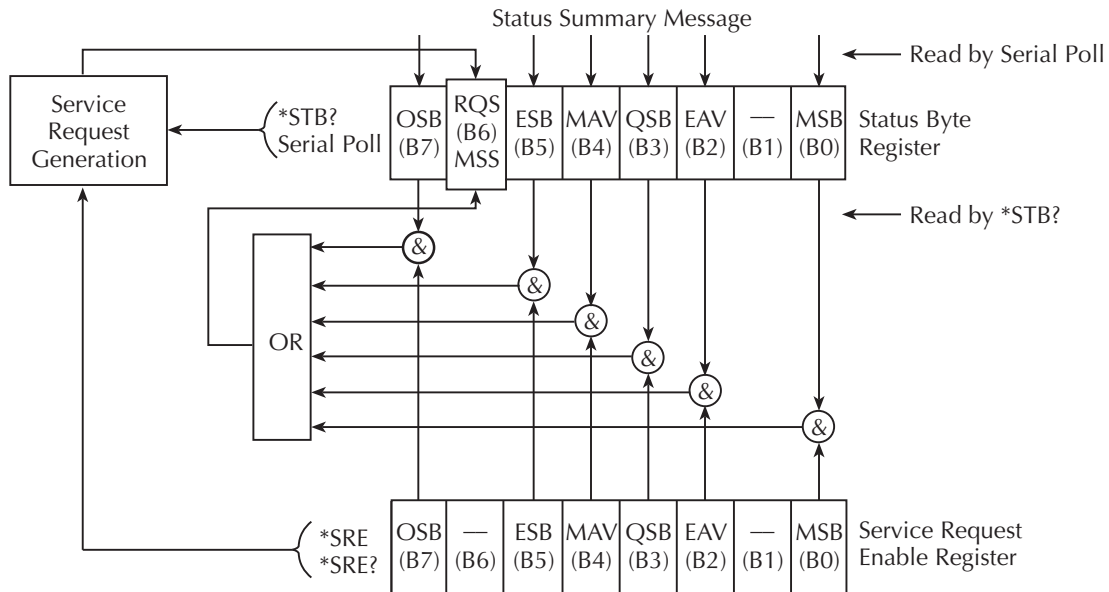 Status Summary Message
Read by Serial Poll
Service
Request
Generation
*STB?
Serial Poll
OSB
(B7)
RQS
(B6)
MSS
ESB
(B5)
MAV
(B4)
QSB
(B3)
EAV
(B2)
—
(B1)
MSB
(B0)
Status Byte
Register
Read by *STB?
&
&
&
&
&
&
OR
*SRE
*SRE?
OSB
(B7)
—
(B6)
ESB
(B5)
MAV
(B4)
QSB
(B3)
EAV
(B2)
—
(B1)
MSB
(B0)
Service Request
Enable Register